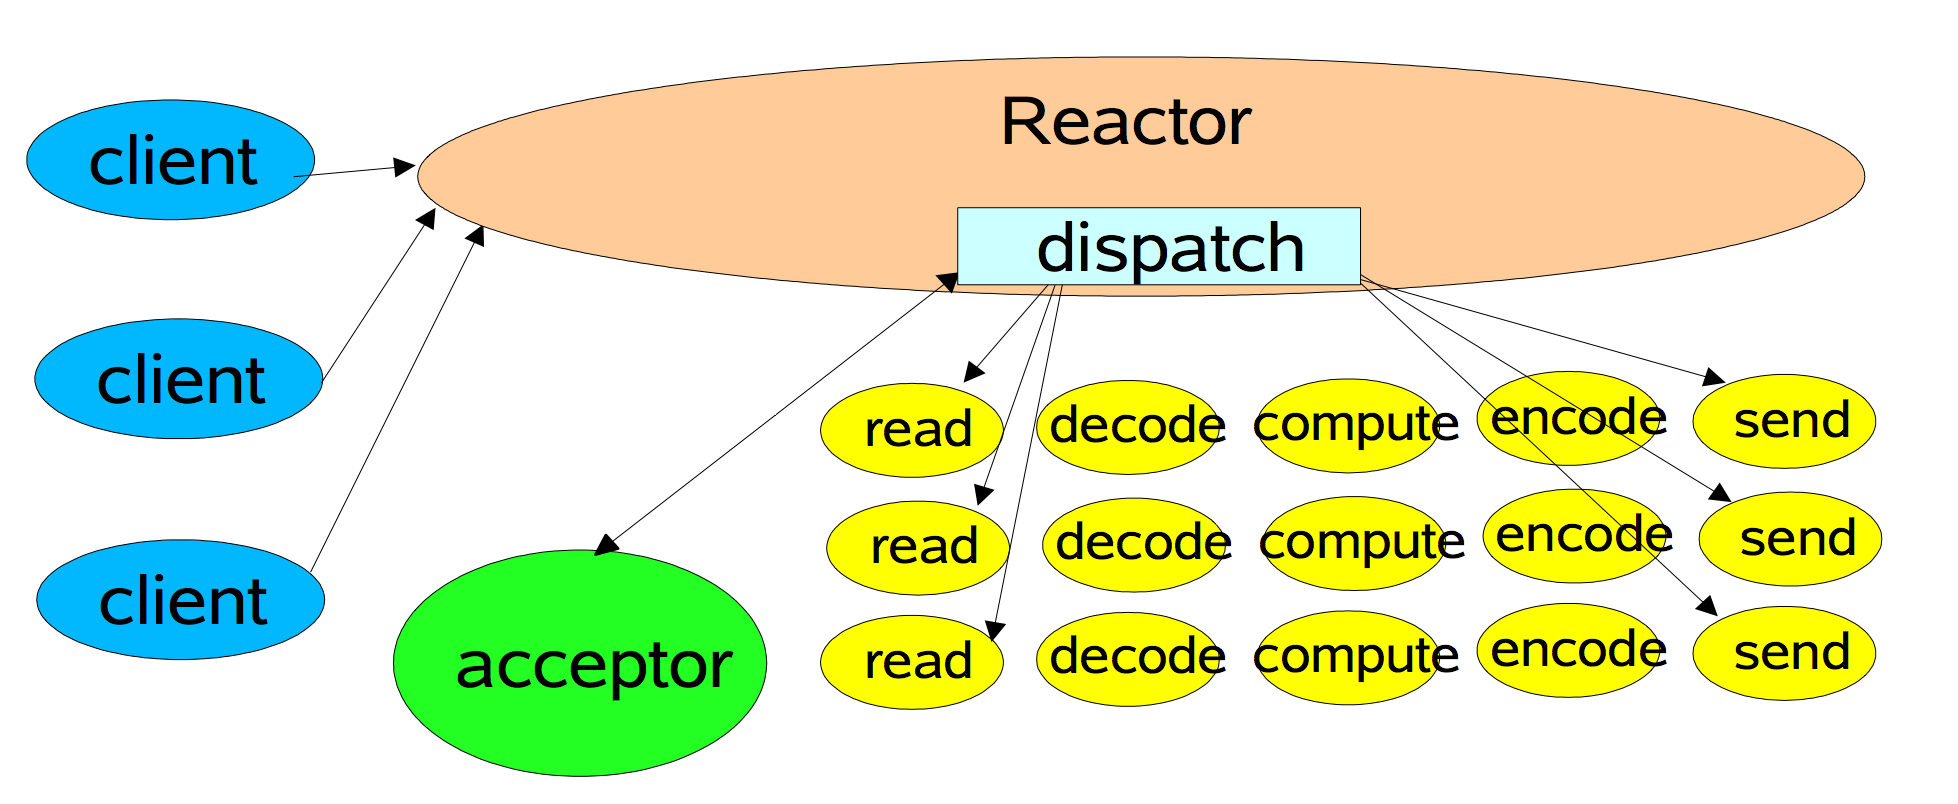 Reactor
dispatch
client
client
client
acceptor
read decode compute encode send
read decode compute encode send
read decode compute encode send